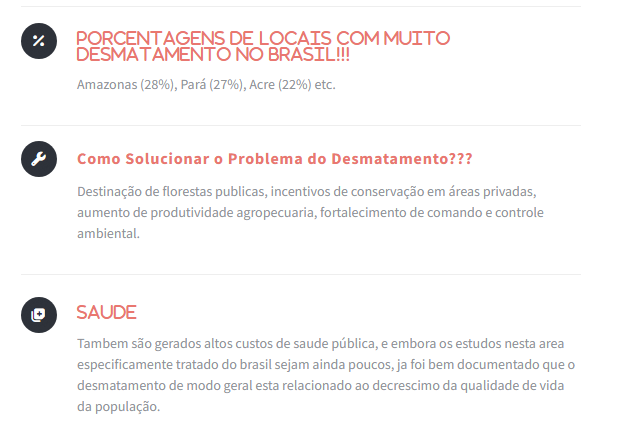 PORCENTAGENS DE LOCAIS COM MUITO
DESMATAMENTO NO BRASIL!!!
Amazonas (28%), Pará (27%), Acre (22%) etc.
Como Solucionar o Problema do Desmatamento???
Destinação de florestas publicas, incentivos de conservação em áreas privadas,
aumento de produtividade agropecuaria, fortalecimento de comando e controle
ambiental.
SAUDE
Tambem são gerados altos custos de saude pública, e embora os estudos nesta area
especificamente tratado do brasil sejam ainda poucos, ja foi bem documentado que o
desmatamento de modo geral esta relacionado ao decrescimo da qualidade de vida
da população.